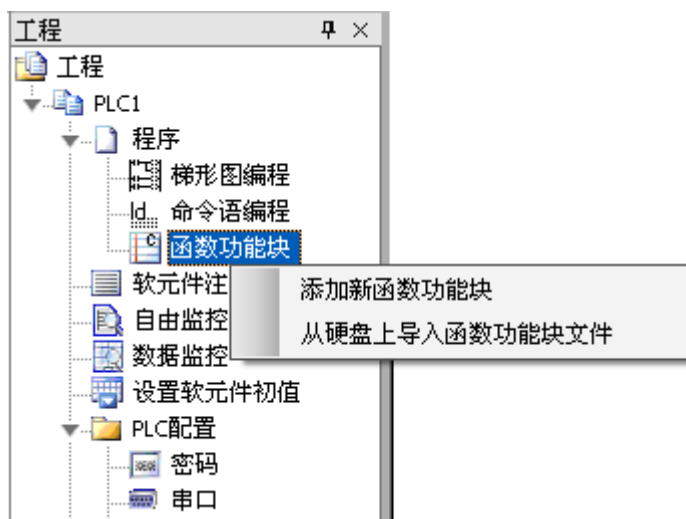 工程
工程
PLC1
程序
梯形图编程
命令语编程
函数功能块
软元件注
添加新函数功能块
自由监控
从硬盘上导入函数功能块文件
数据监控
设置软元件初值
PLC配置
密码
串口